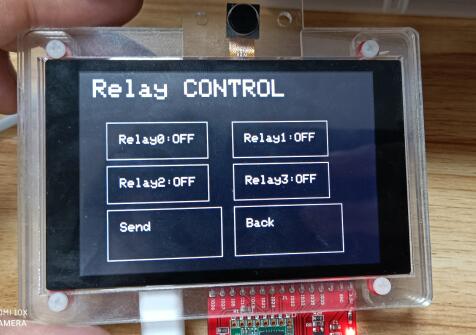 Relay CONTROL
Relay0:OFF
Relay1:OFF
Relay2:OFF
Relay3:OFF
Send
Back